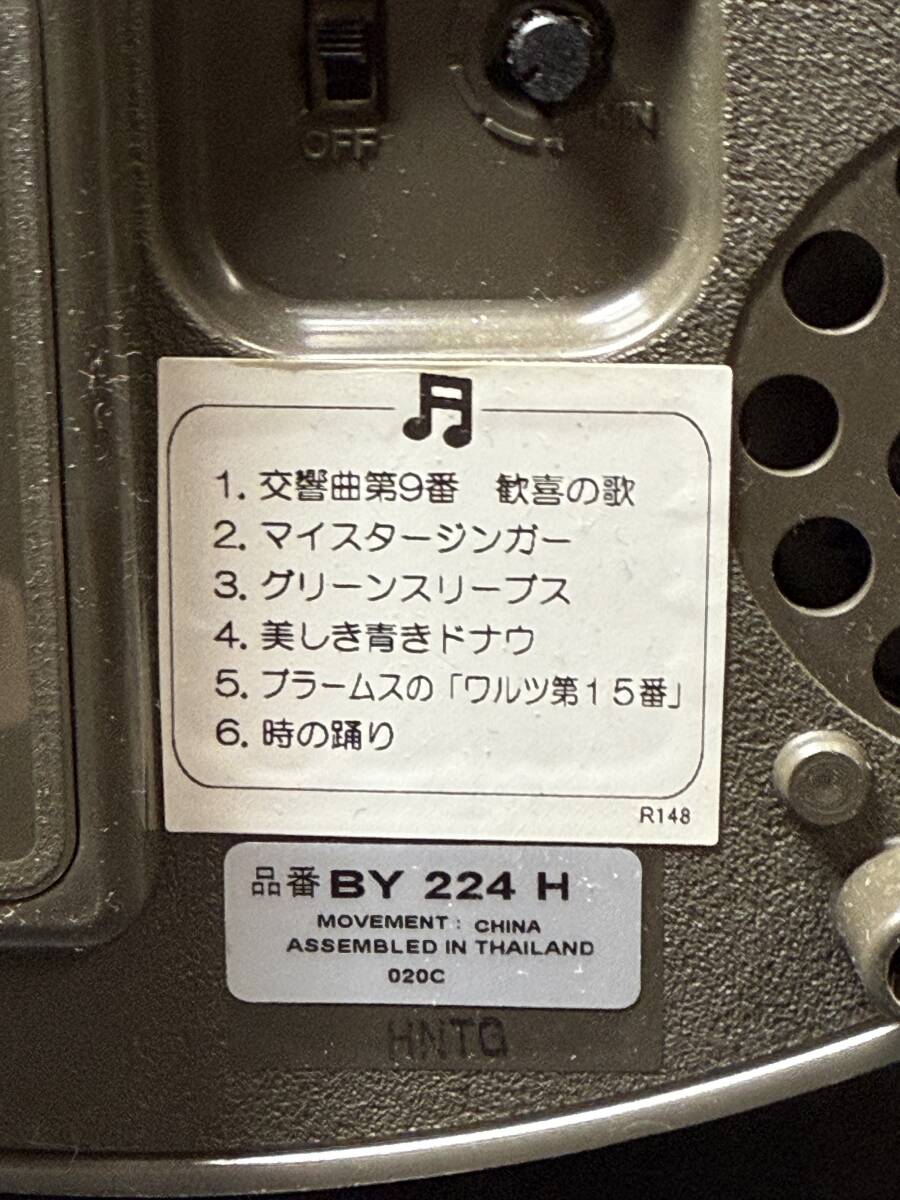 OFF
MIN
1. 交響曲第9番　歓喜の歌
2. マイスタージンガー
3. グリーンスリーブス
4. 美しき青きドナウ
5. ブラームスの「ワルツ第15番」
6. 時の踊り
R148
品番 BY 224 H
MOVEMENT: CHINA
ASSEMBLED IN THAILAND
020C
HNTG